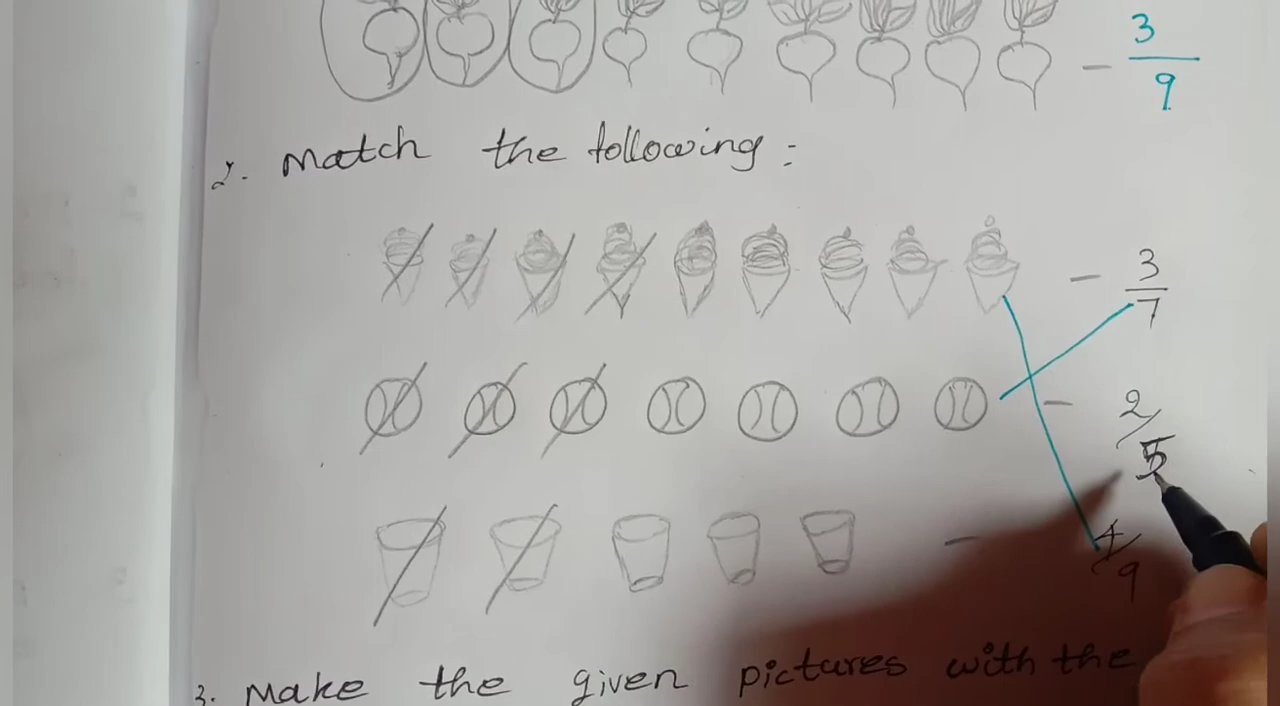 - 3/9
2. Match the following :
- 3/7
- 2/5
- 4/9
3. Make the given pictures with the